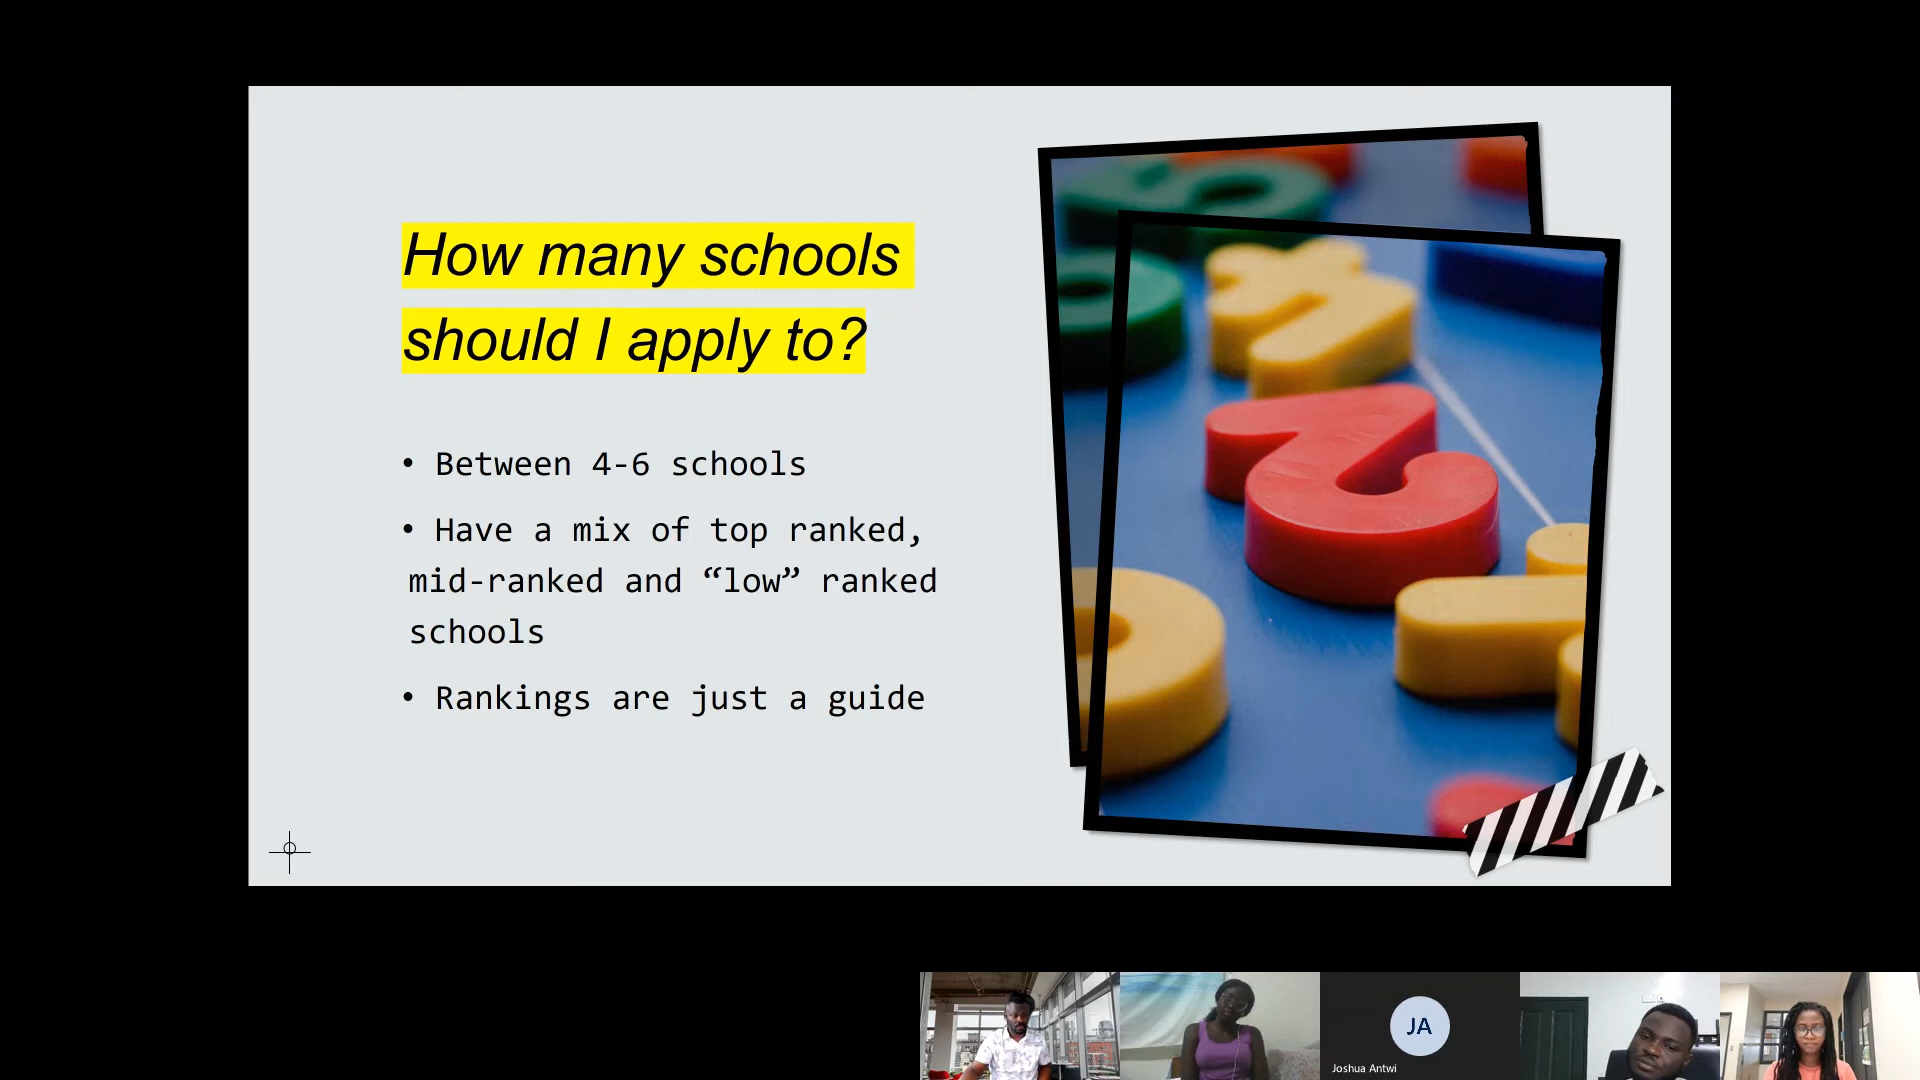 How many schools
should I apply to?
• Between 4-6 schools
• Have a mix of top ranked,
mid-ranked and “low” ranked
schools
• Rankings are just a guide
JA
Joshua Antwi